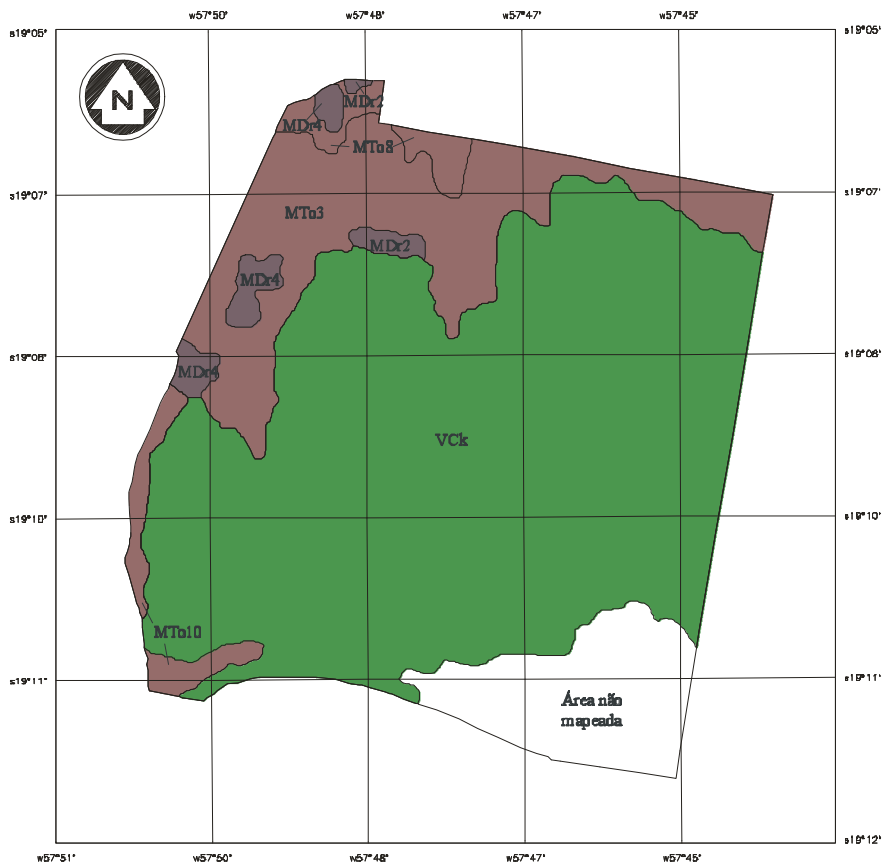 w57°50' w57°48' w57°47' w57°45'
s19°05' s19°05'
N
MDr2
MDr4
MTo8
s19°07' s19°07'
MTo3
MDr2
MDr4
s19°08' s19°08'
MDr4
VCk
s19°10' s19°10'
MTo10
s19°11' s19°11'
Área não
mapeada
s19°12'
w57°51' w57°50' w57°48' w57°47' w57°45'